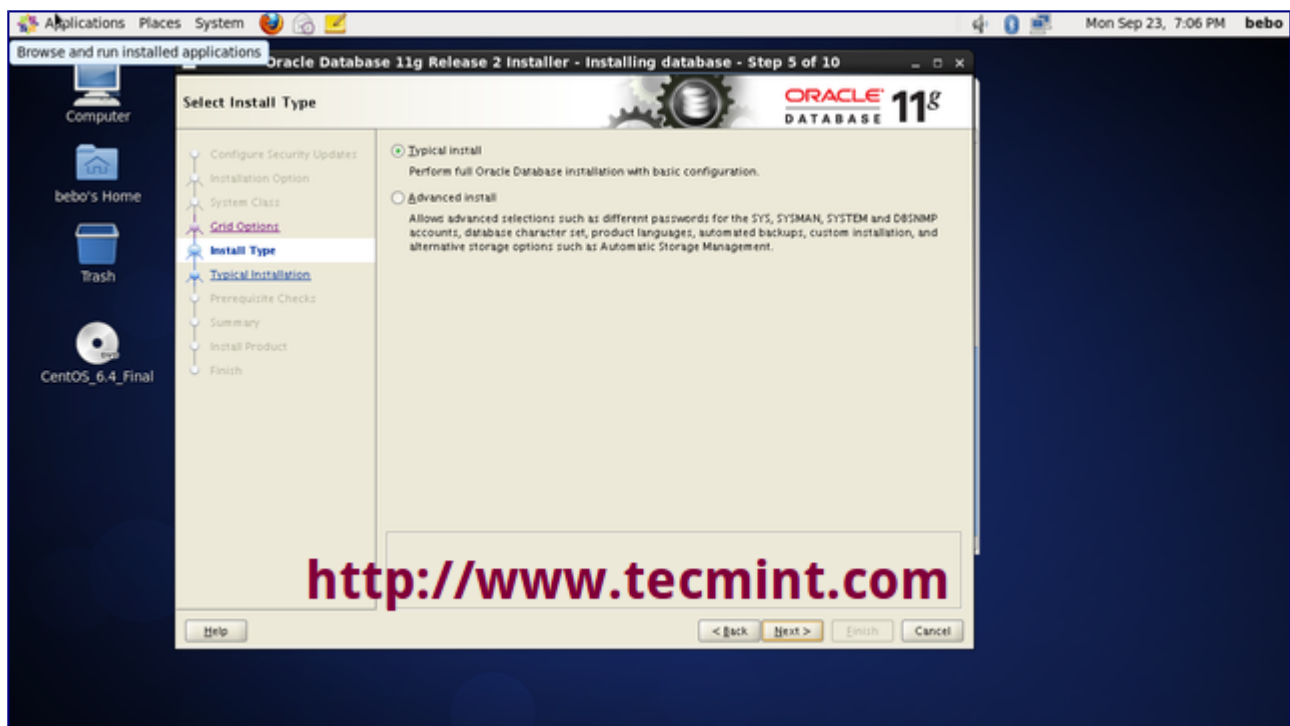 Applications Places System Mon Sep 23, 7:06 PM bebo
Browse and run installed applications
Oracle Database 11g Release 2 Installer - Installing database - Step 5 of 10
Computer
bebo's Home
Trash
DVD
CentOS_6.4_Final
Select Install Type
ORACLE 11g
DATABASE
Configure Security Updates
Installation Option
System Class
Grid Options
Install Type
Typical Installation
Prerequisite Checks
Summary
Install Product
Finish
Typical install
Perform full Oracle Database installation with basic configuration.
Advanced install
Allows advanced selections such as different passwords for the SYS, SYSMAN, SYSTEM and DBSNMP
accounts, database character set, product languages, automated backups, custom installation, and
alternative storage options such as Automatic Storage Management.
http://www.tecmint.com
Help < Back Next > Finish Cancel